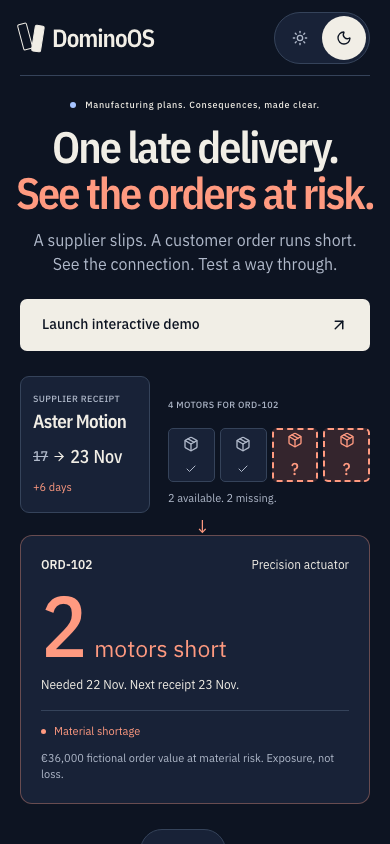 DominoOS
Manufacturing plans. Consequences, made clear.
One late delivery.
See the orders at risk.
A supplier slips. A customer order runs short.
See the connection. Test a way through.
Launch interactive demo
SUPPLIER RECEIPT
Aster Motion
17 → 23 Nov
+6 days
4 MOTORS FOR ORD-102
? ?
2 available. 2 missing.
ORD-102 Precision actuator
2 motors short
Needed 22 Nov. Next receipt 23 Nov.
Material shortage
€36,000 fictional order value at material risk. Exposure, not
loss.